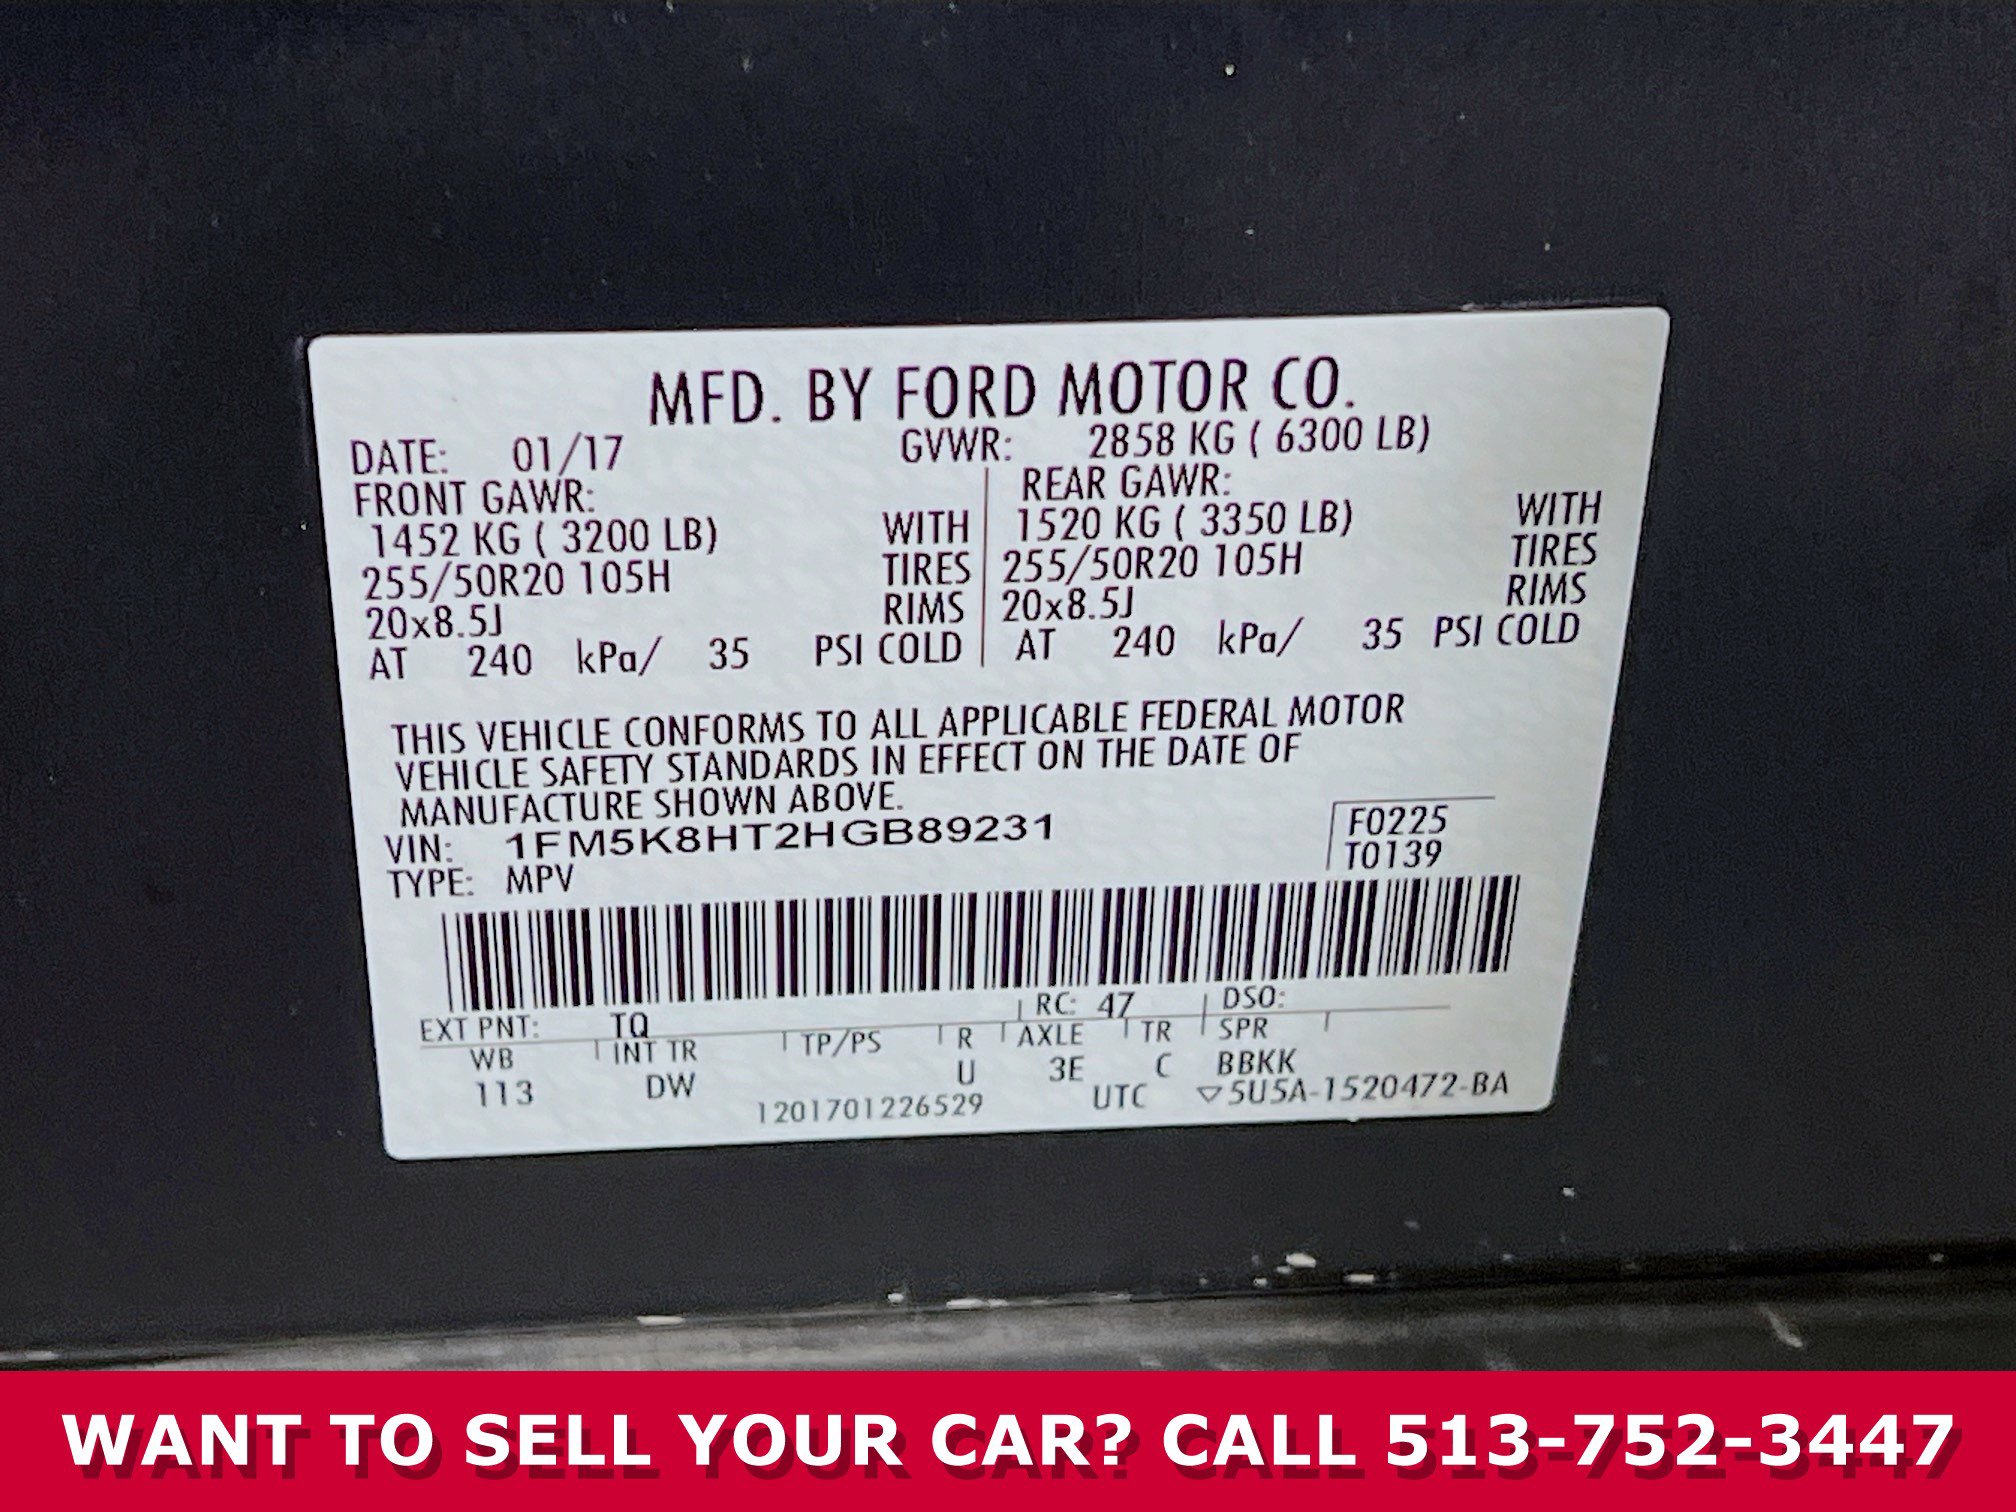 MFD. BY FORD MOTOR CO.
DATE: 01/17 GVWR: 2858 KG ( 6300 LB)
FRONT GAWR: REAR GAWR:
1452 KG ( 3200 LB) WITH 1520 KG ( 3350 LB) WITH
255/50R20 105H TIRES 255/50R20 105H TIRES
20x8.5J RIMS 20x8.5J RIMS
AT 240 kPa/ 35 PSI COLD AT 240 kPa/ 35 PSI COLD
THIS VEHICLE CONFORMS TO ALL APPLICABLE FEDERAL MOTOR
VEHICLE SAFETY STANDARDS IN EFFECT ON THE DATE OF
MANUFACTURE SHOWN ABOVE.
VIN: 1FM5K8HT2HGB89231 F0225
TYPE: MPV T0139
EXT PNT: TQ RC: 47 DSO:
WB INT TR TP/PS R AXLE TR SPR
113 DW U 3E C BBKK
1201701226529 UTC ▽5U5A-1520472-BA
WANT TO SELL YOUR CAR? CALL 513-752-3447